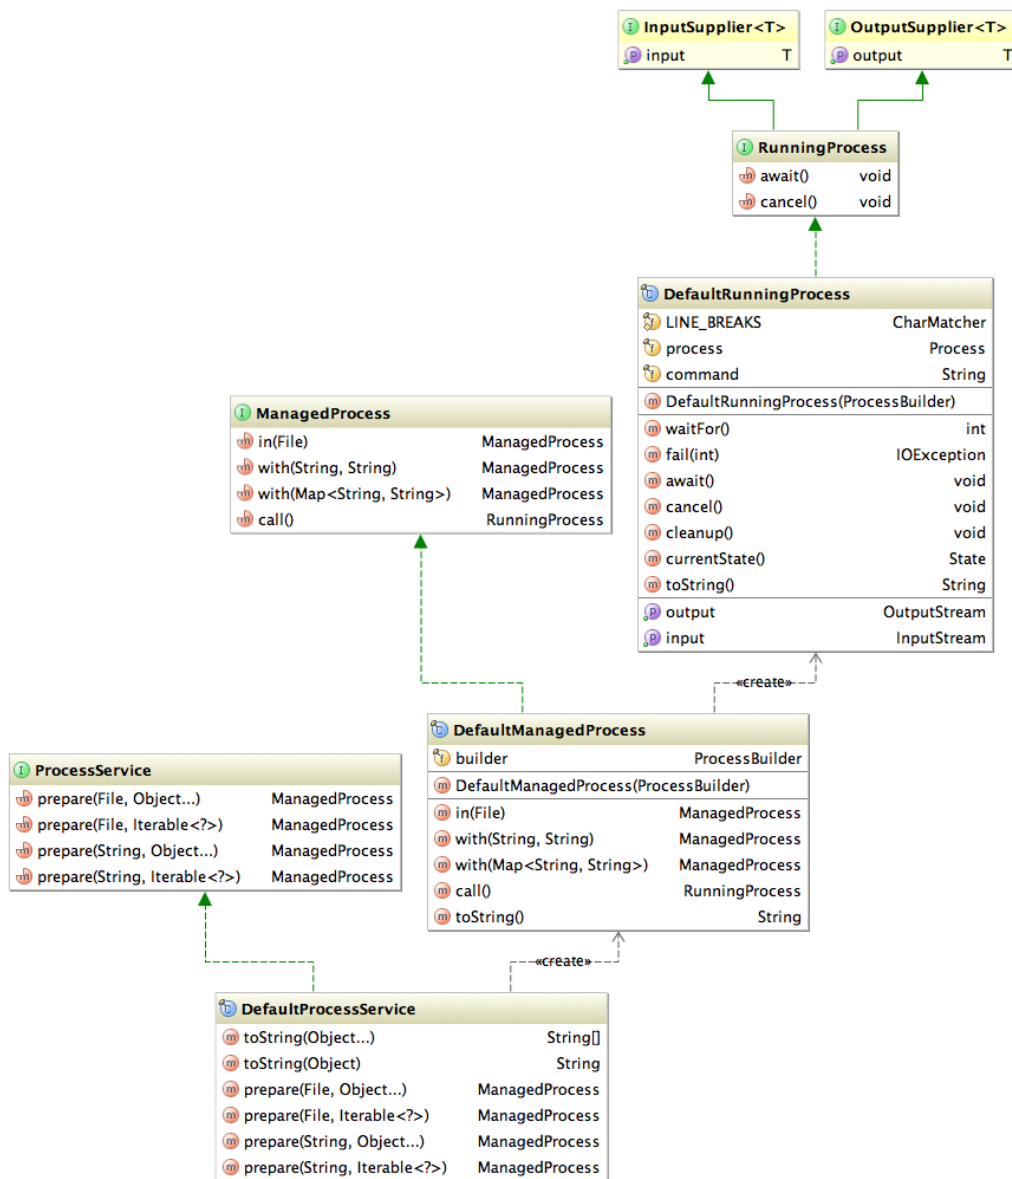 InputSupplier<T>
input T
OutputSupplier<T>
output T
RunningProcess
await() void
cancel() void
DefaultRunningProcess
LINE_BREAKS CharMatcher
process Process
command String
DefaultRunningProcess(ProcessBuilder)
waitFor() int
fail(int) IOException
await() void
cancel() void
cleanup() void
currentState() State
toString() String
output OutputStream
input InputStream
ManagedProcess
in(File) ManagedProcess
with(String, String) ManagedProcess
with(Map<String, String>) ManagedProcess
call() RunningProcess
«create»
DefaultManagedProcess
builder ProcessBuilder
DefaultManagedProcess(ProcessBuilder)
in(File) ManagedProcess
with(String, String) ManagedProcess
with(Map<String, String>) ManagedProcess
call() RunningProcess
toString() String
ProcessService
prepare(File, Object...) ManagedProcess
prepare(File, Iterable<?>) ManagedProcess
prepare(String, Object...) ManagedProcess
prepare(String, Iterable<?>) ManagedProcess
«create»
DefaultProcessService
toString(Object...) String[]
toString(Object) String
prepare(File, Object...) ManagedProcess
prepare(File, Iterable<?>) ManagedProcess
prepare(String, Object...) ManagedProcess
prepare(String, Iterable<?>) ManagedProcess